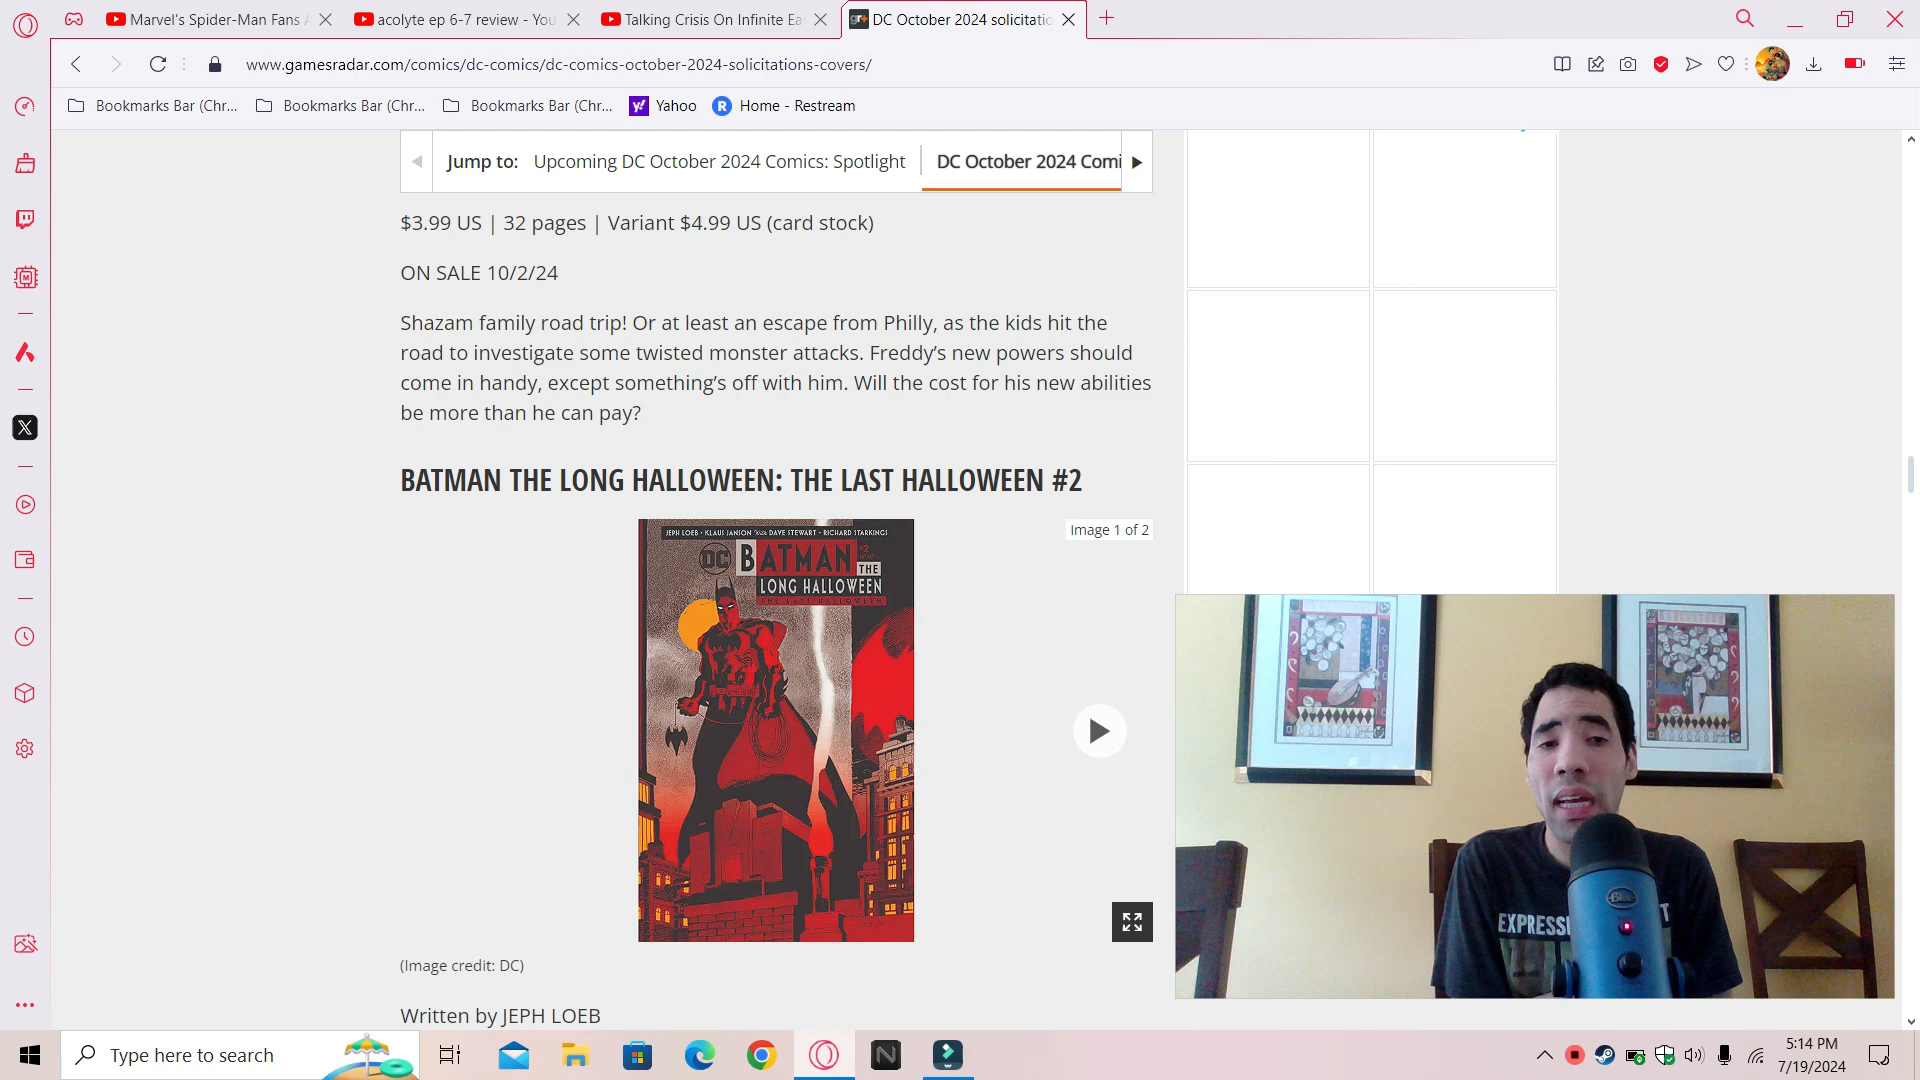 Marvel's Spider-Man Fans
acolyte ep 6-7 review - You
Talking Crisis On Infinite Ea
DC October 2024 solicitatio
www.gamesradar.com/comics/dc-comics/dc-comics-october-2024-solicitations-covers/
Bookmarks Bar (Chr...
Bookmarks Bar (Chr...
Bookmarks Bar (Chr...
Yahoo
Home - Restream
Jump to:
Upcoming DC October 2024 Comics: Spotlight
DC October 2024 Comi
$3.99 US | 32 pages | Variant $4.99 US (card stock)
ON SALE 10/2/24
Shazam family road trip! Or at least an escape from Philly, as the kids hit the
road to investigate some twisted monster attacks. Freddy’s new powers should
come in handy, except something’s off with him. Will the cost for his new abilities
be more than he can pay?
BATMAN THE LONG HALLOWEEN: THE LAST HALLOWEEN #2
Image 1 of 2
JEPH LOEB • KLAUS JANSON with DAVE STEWART • RICHARD STARKINGS
DC
BATMAN
#2
THE
LONG HALLOWEEN
THE LAST HALLOWEEN
(Image credit: DC)
Written by JEPH LOEB
Blue
EXPRESS
T
Type here to search
5:14 PM
7/19/2024